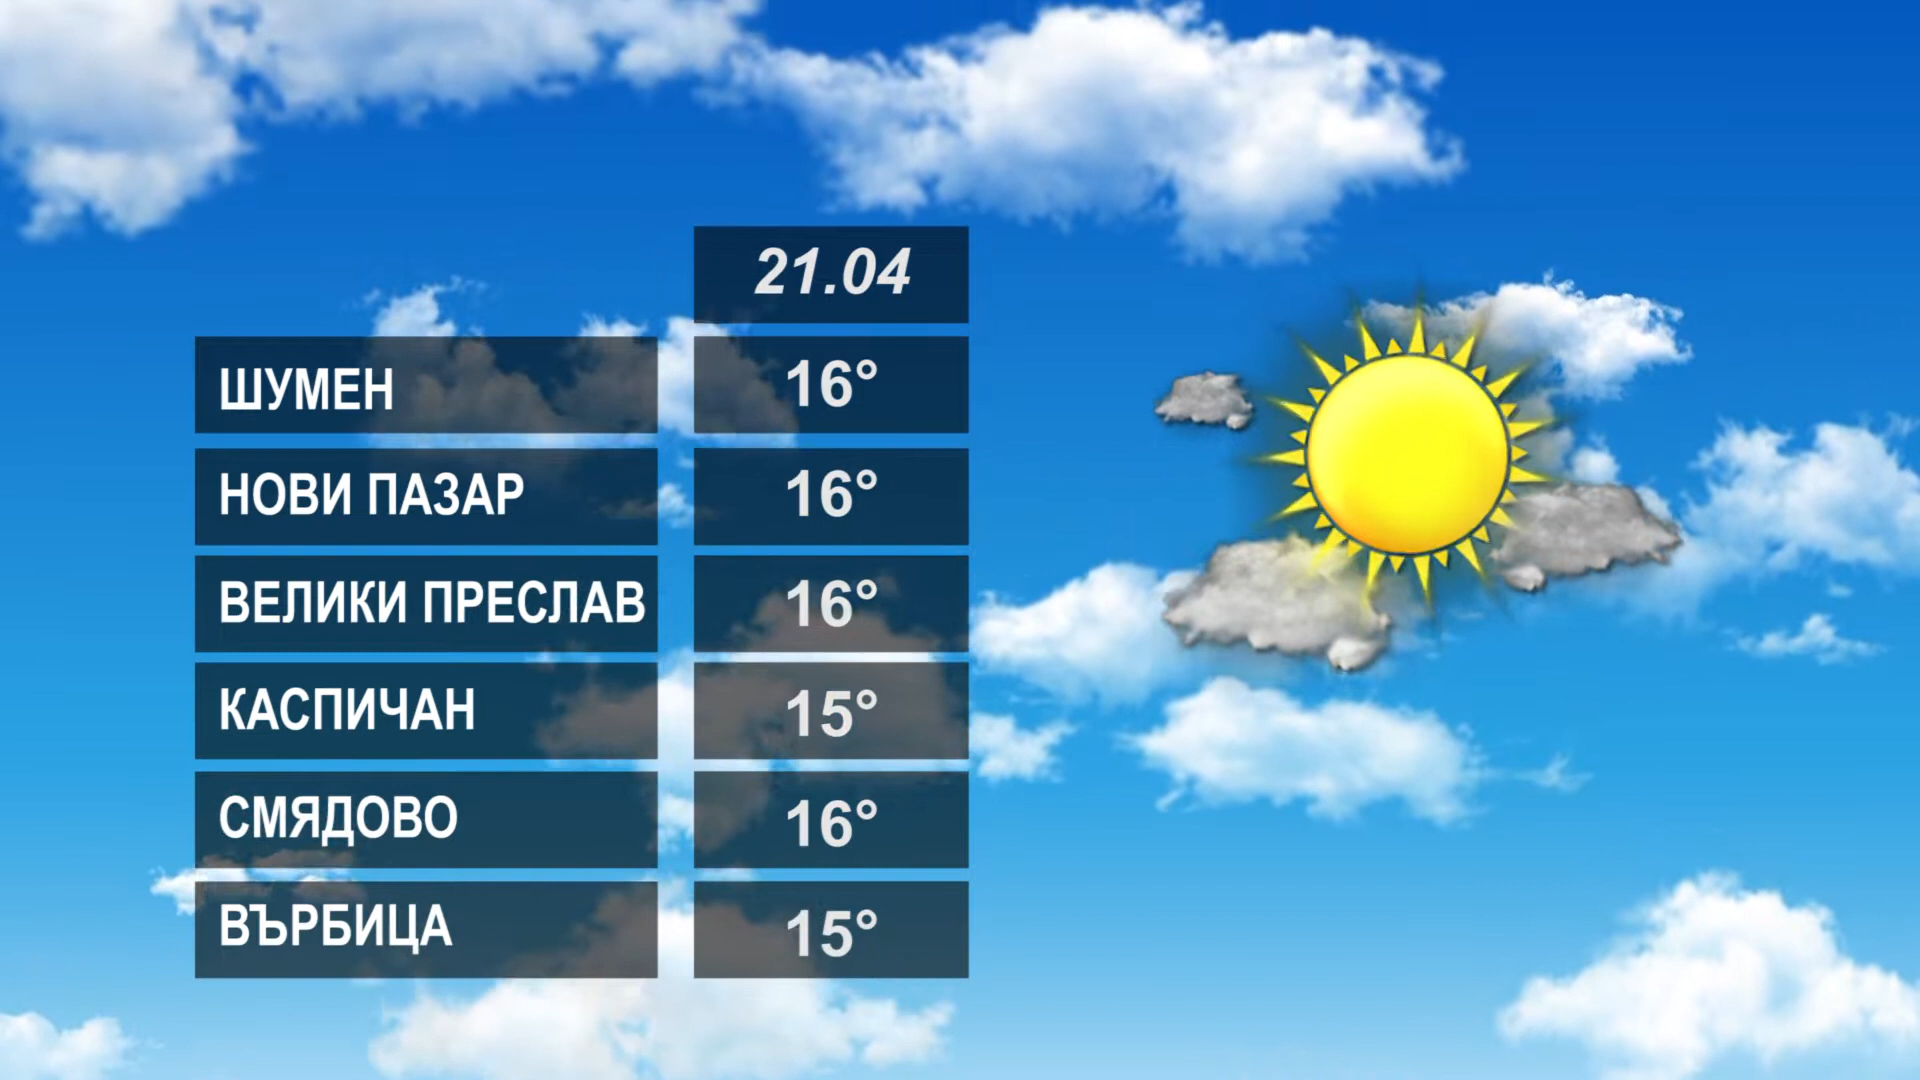 21.04
ШУМЕН 16°
НОВИ ПАЗАР 16°
ВЕЛИКИ ПРЕСЛАВ 16°
КАСПИЧАН 15°
СМЯДОВО 16°
ВЪРБИЦА 15°